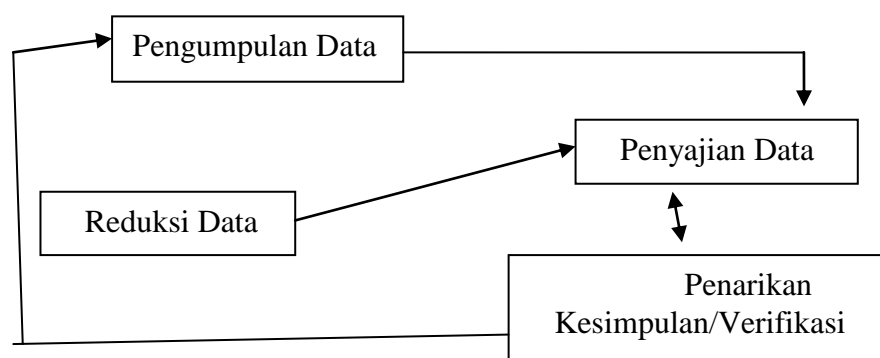 Pengumpulan Data
Penyajian Data
Reduksi Data
Penarikan
Kesimpulan/Verifikasi